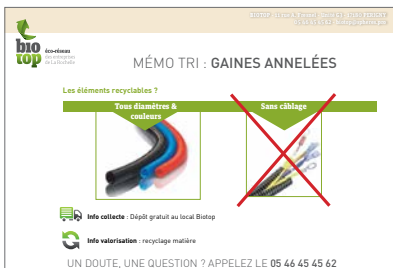 bio
top
éco-réseau
des entreprises
de La Rochelle
MÉMO TRI : GAINES ANNELÉES
Les éléments recyclables ?
Tous diamètres &
couleurs
Sans câblage
Info collecte : Dépôt gratuit au local Biotop
Info valorisation : recyclage matière
UN DOUTE, UNE QUESTION ? APPELEZ LE 05 46 45 45 62